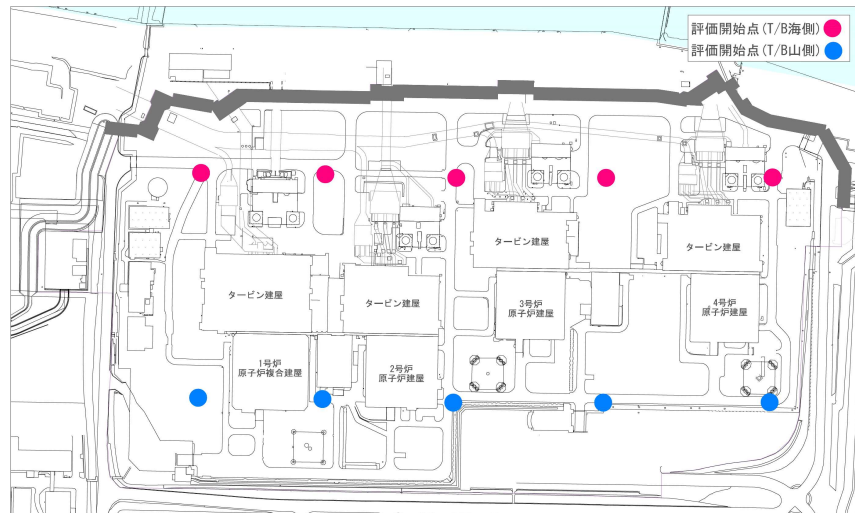 評価開始点(T/B海側)
評価開始点(T/B山側)
タービン建屋
タービン建屋
タービン建屋
タービン建屋
3号炉
原子炉建屋
4号炉
原子炉建屋
1号炉
原子炉複合建屋
2号炉
原子炉建屋